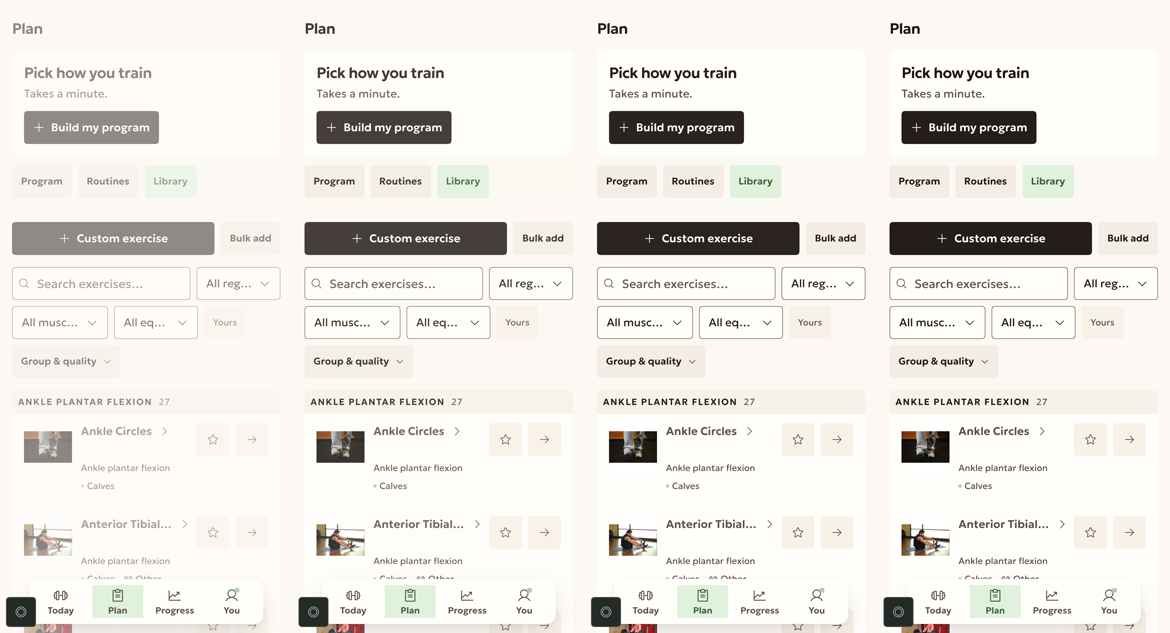 Plan
Pick how you train
Takes a minute.
+ Build my program
Program Routines Library
+ Custom exercise Bulk add
Search exercises... All reg...
All musc... All eq... Yours
Group & quality
ANKLE PLANTAR FLEXION 27
Ankle Circles
Ankle plantar flexion
Calves
Anterior Tibial...
Ankle plantar flexion
Calves Other
Today Plan Progress You
Plan
Pick how you train
Takes a minute.
+ Build my program
Program Routines Library
+ Custom exercise Bulk add
Search exercises... All reg...
All musc... All eq... Yours
Group & quality
ANKLE PLANTAR FLEXION 27
Ankle Circles
Ankle plantar flexion
Calves
Anterior Tibial...
Ankle plantar flexion
Calves Other
Today Plan Progress You
Plan
Pick how you train
Takes a minute.
+ Build my program
Program Routines Library
+ Custom exercise Bulk add
Search exercises... All reg...
All musc... All eq... Yours
Group & quality
ANKLE PLANTAR FLEXION 27
Ankle Circles
Ankle plantar flexion
Calves
Anterior Tibial...
Ankle plantar flexion
Calves Other
Today Plan Progress You
Plan
Pick how you train
Takes a minute.
+ Build my program
Program Routines Library
+ Custom exercise Bulk add
Search exercises... All reg...
All musc... All eq... Yours
Group & quality
ANKLE PLANTAR FLEXION 27
Ankle Circles
Ankle plantar flexion
Calves
Anterior Tibial...
Ankle plantar flexion
Calves Other
Today Plan Progress You